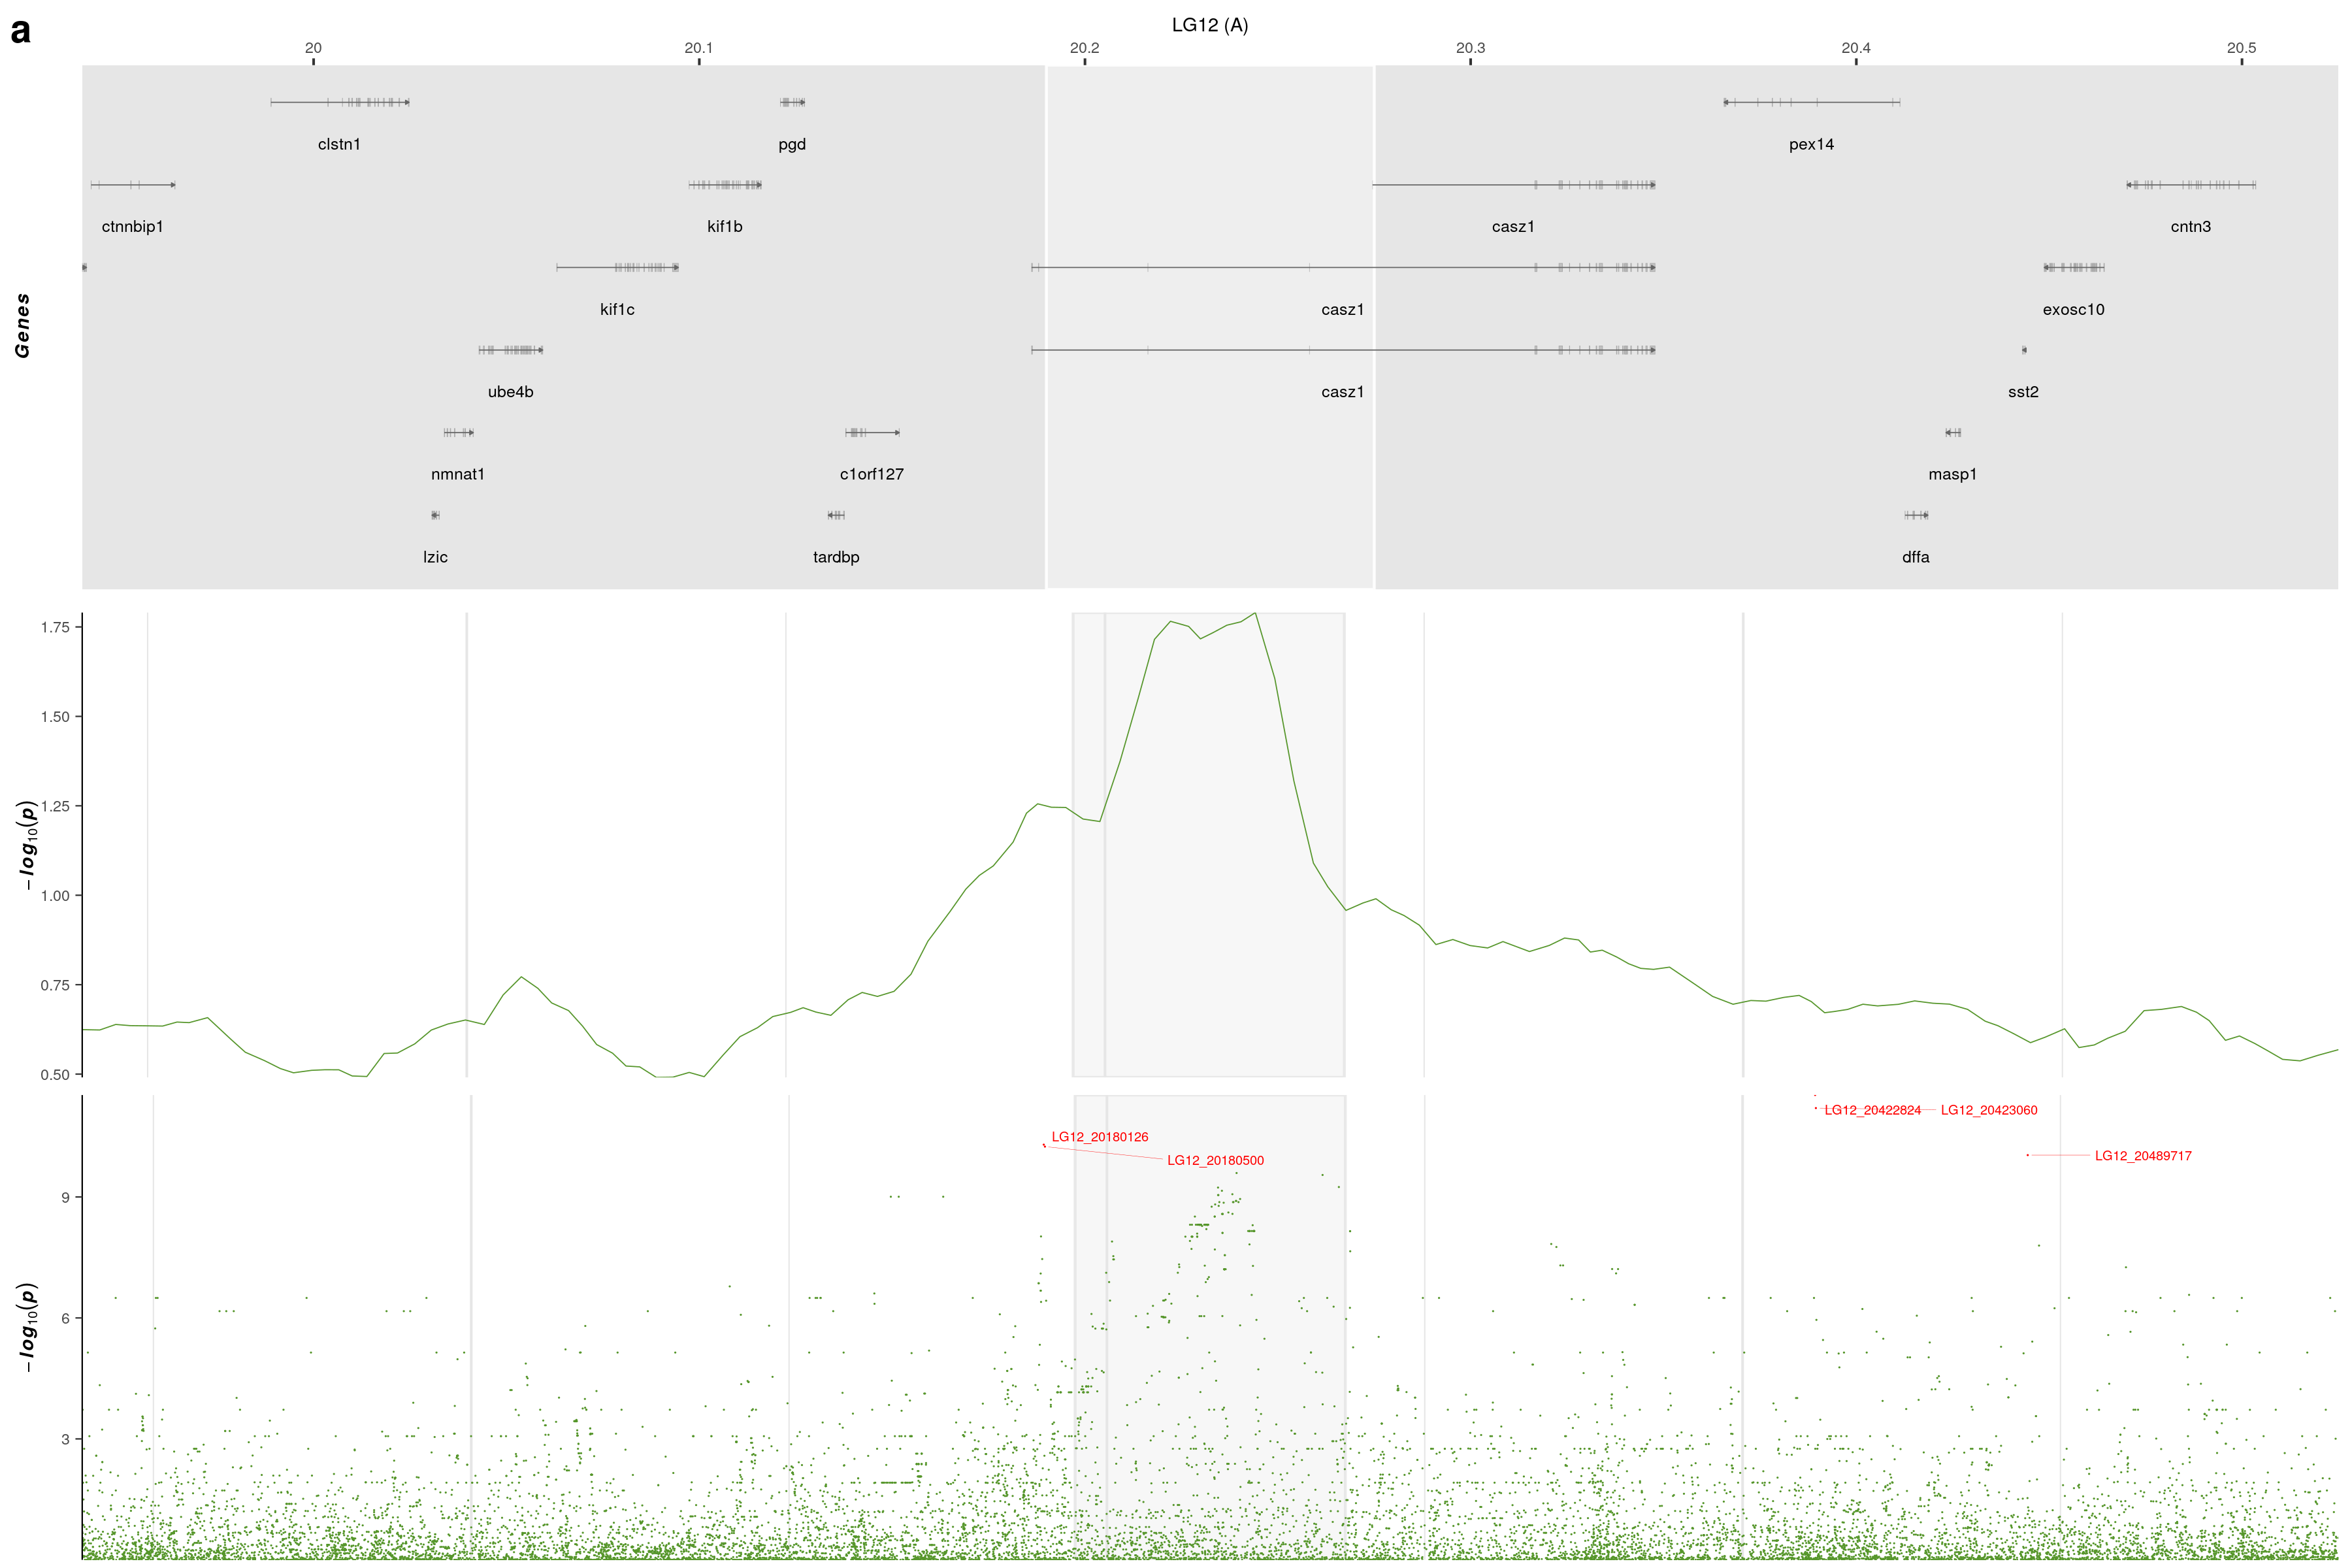 a
LG12 (A)
20 20.1 20.2 20.3 20.4 20.5
Genes
clstn1 pgd pex14
ctnnbip1 kif1b casz1 cntn3
kif1c casz1 exosc10
ube4b casz1 sst2
nmnat1 c1orf127 masp1
lzic tardbp dffa
−log10(p)
1.75
1.50
1.25
1.00
0.75
0.50
−log10(p)
LG12_20422824 LG12_20423060
LG12_20180126
LG12_20180500 LG12_20489717
9
6
3